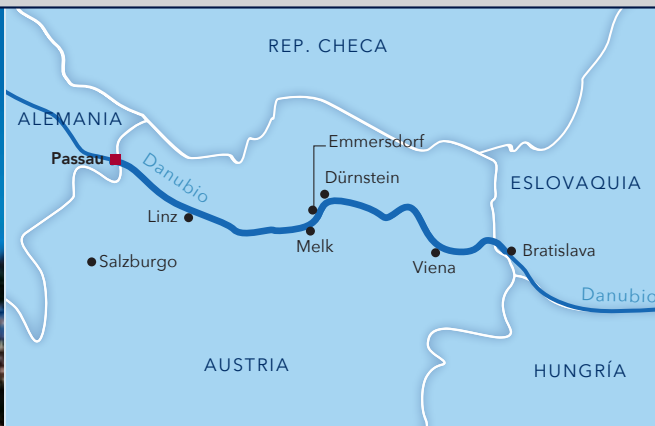 REP. CHECA
ALEMANIA
Emmersdorf
Passau
Danubio
Dürnstein
ESLOVAQUIA
Linz
Melk
Bratislava
Salzburgo
Viena
Danubio
AUSTRIA
HUNGRÍA